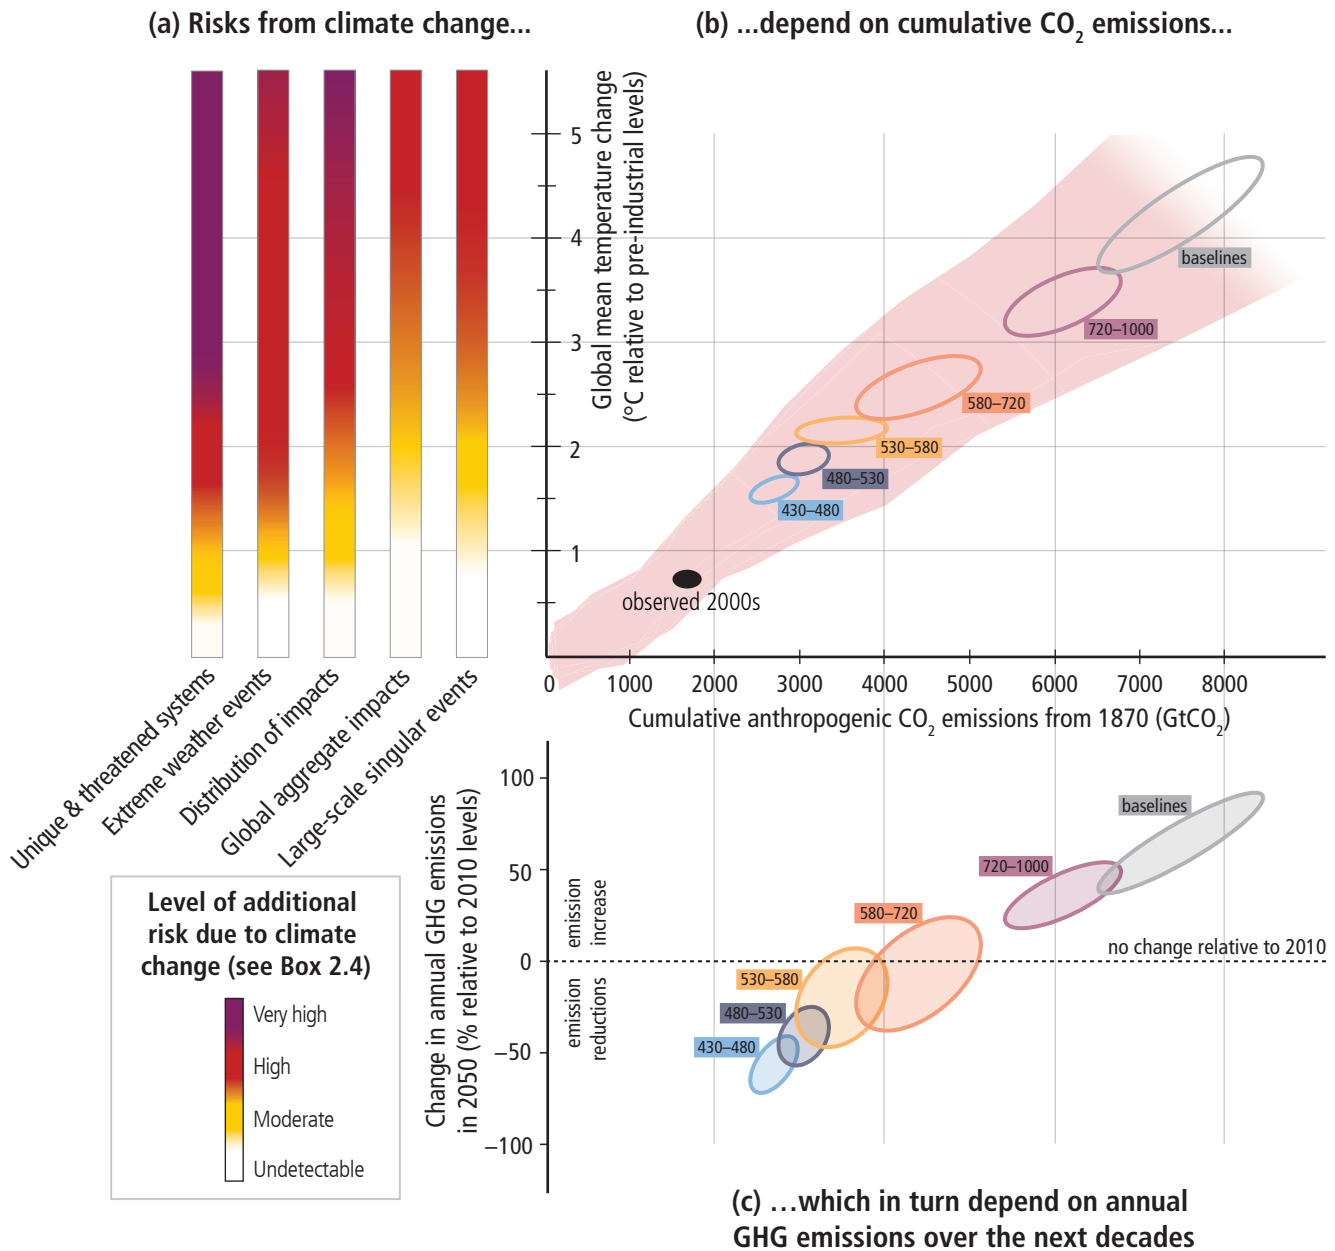 (a) Risks from climate change...
(b) ...depend on cumulative CO2 emissions...
Global mean temperature change
(°C relative to pre-industrial levels)
5
4
3
2
1
baselines
720–1000
580–720
530–580
480–530
430–480
observed 2000s
0 1000 2000 3000 4000 5000 6000 7000 8000
Cumulative anthropogenic CO2 emissions from 1870 (GtCO2)
Unique & threatened systems
Extreme weather events
Distribution of impacts
Global aggregate impacts
Large-scale singular events
Level of additional
risk due to climate
change (see Box 2.4)
Very high
High
Moderate
Undetectable
Change in annual GHG emissions
in 2050 (% relative to 2010 levels)
100
50
0
−50
−100
emission
increase
emission
reductions
baselines
720–1000
580–720
no change relative to 2010
530–580
480–530
430–480
(c) …which in turn depend on annual
GHG emissions over the next decades